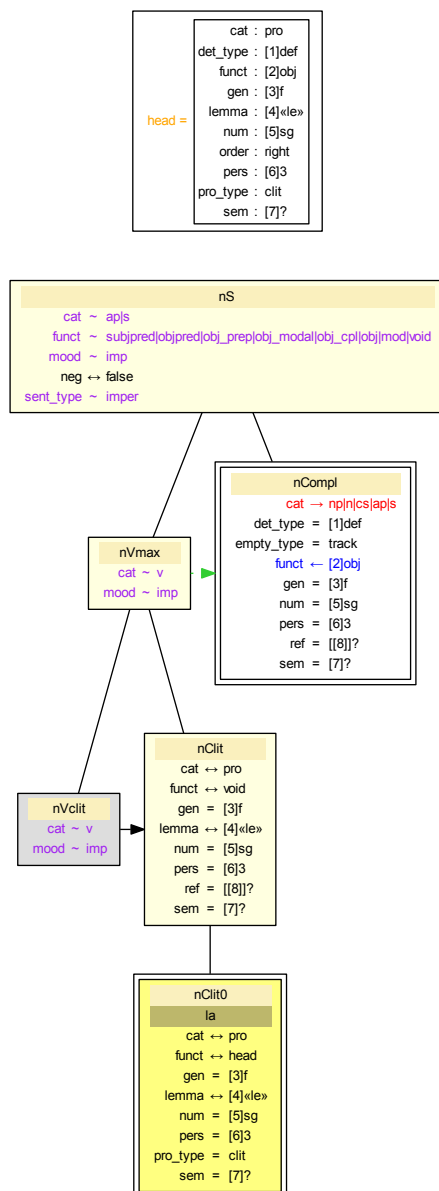 head =
cat : pro
det_type : [1]def
funct : [2]obj
gen : [3]f
lemma : [4]«le»
num : [5]sg
order : right
pers : [6]3
pro_type : clit
sem : [7]?
nS
cat ~ ap|s
funct ~ subjpred|objpred|obj_prep|obj_modal|obj_cpl|obj|mod|void
mood ~ imp
neg ↔ false
sent_type ~ imper
nCompl
cat → np|n|cs|ap|s
det_type = [1]def
empty_type = track
funct ← [2]obj
gen = [3]f
num = [5]sg
pers = [6]3
ref = [[8]]?
sem = [7]?
nVmax
cat ~ v
mood ~ imp
nClit
cat ↔ pro
funct ↔ void
gen = [3]f
lemma ↔ [4]«le»
num = [5]sg
pers = [6]3
ref = [[8]]?
sem = [7]?
nVclit
cat ~ v
mood ~ imp
nClit0
la
cat ↔ pro
funct ↔ head
gen = [3]f
lemma ↔ [4]«le»
num = [5]sg
pers = [6]3
pro_type = clit
sem = [7]?